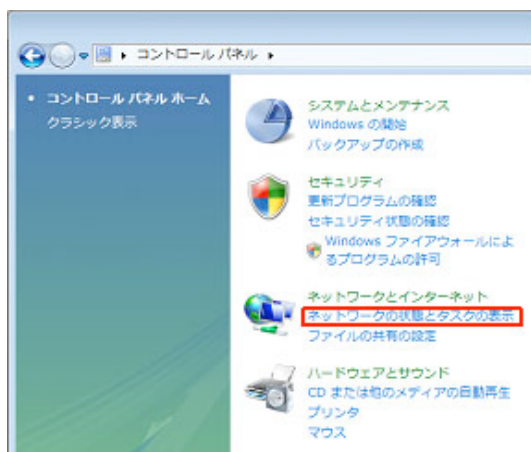 コントロール パネル
コントロール パネル ホーム
クラシック表示
システムとメンテナンス
Windows の開始
バックアップの作成
セキュリティ
更新プログラムの確認
セキュリティ状態の確認
Windows ファイアウォールによ
るプログラムの許可
ネットワークとインターネット
ネットワークの状態とタスクの表示
ファイルの共有の設定
ハードウェアとサウンド
CD または他のメディアの自動再生
プリンタ
マウス